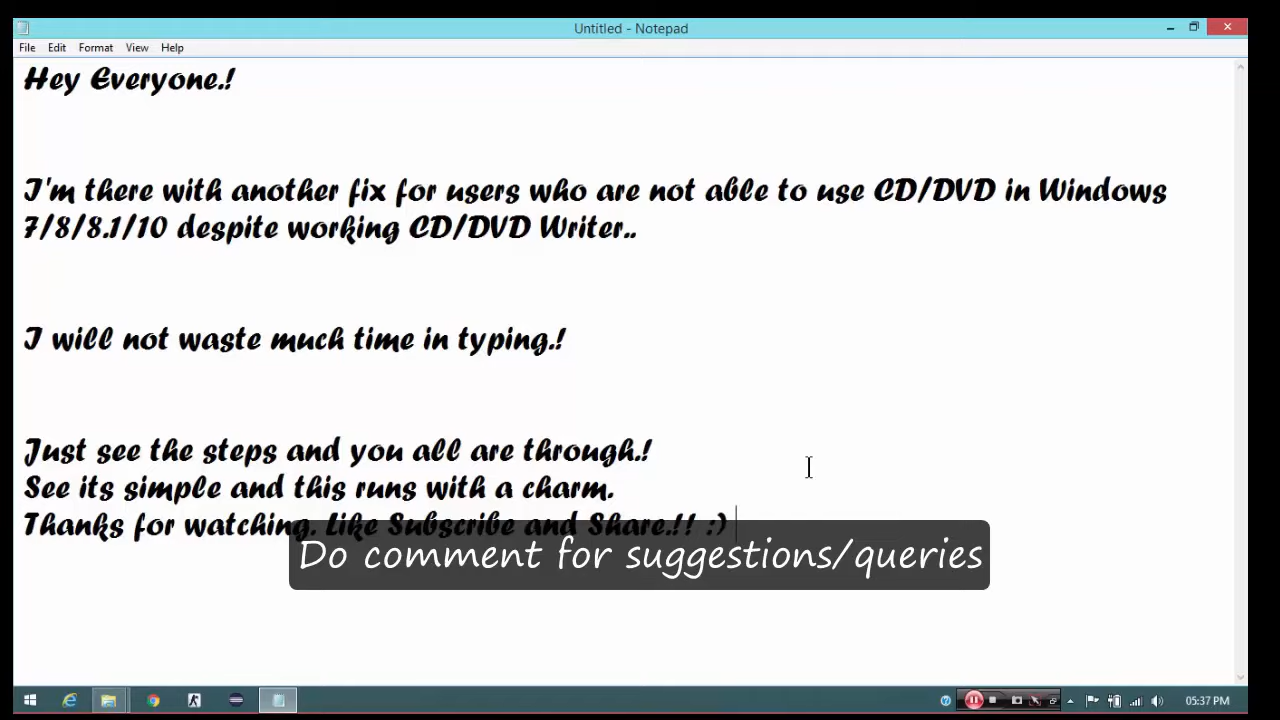 Untitled - Notepad
File Edit Format View Help
Hey Everyone.!
I'm there with another fix for users who are not able to use CD/DVD in Windows
7/8/8.1/10 despite working CD/DVD Writer..
I will not waste much time in typing.!
Just see the steps and you all are through.!
See its simple and this runs with a charm.
Thanks for watching. Like Subscribe and Share.!! :)
Do comment for suggestions/queries
05:37 PM